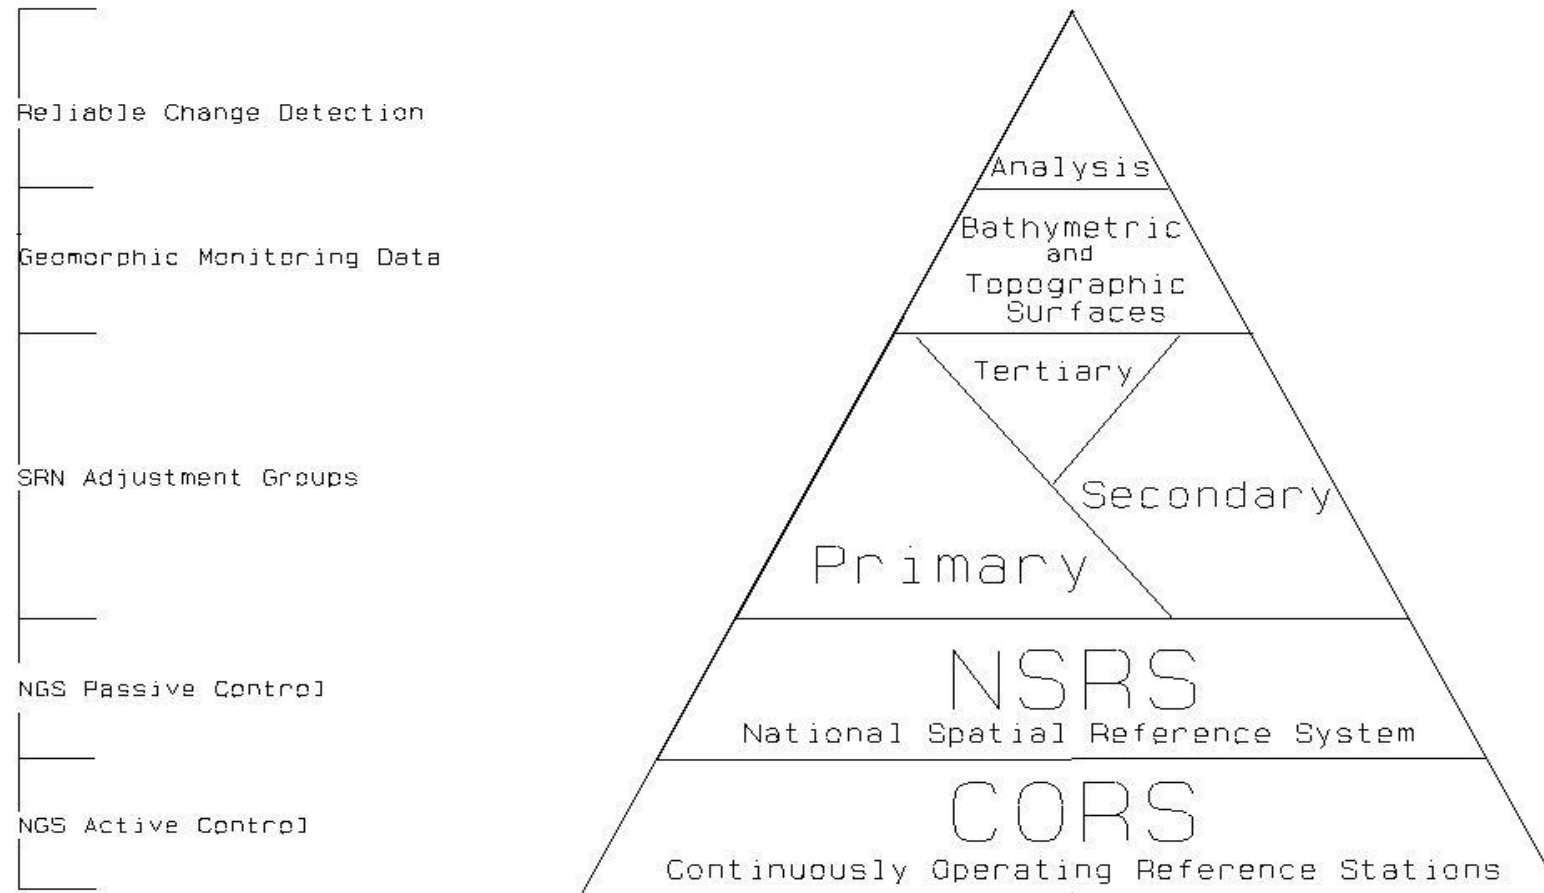 Reliable Change Detection
Geomorphic Monitoring Data
SRN Adjustment Groups
NGS Passive Control
NGS Active Control
Analysis
Bathymetric
and
Topographic
Surfaces
Tertiary
Secondary
Primary
NSRS
National Spatial Reference System
CORS
Continuously Operating Reference Stations